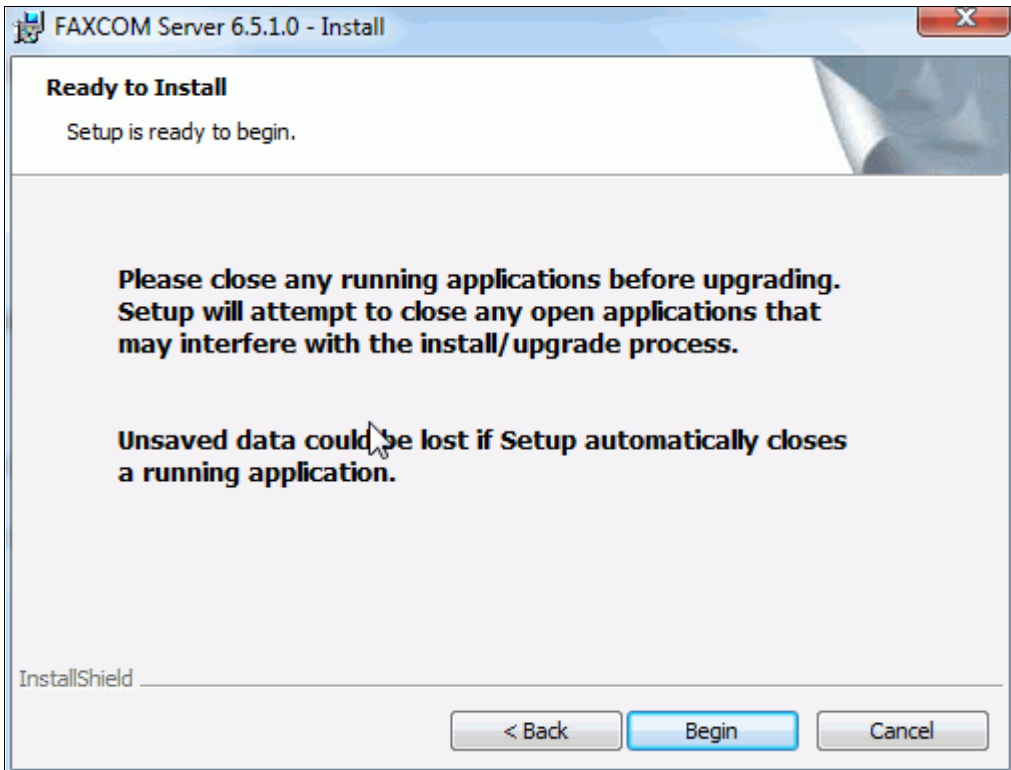 FAXCOM Server 6.5.1.0 - Install
Ready to Install
Setup is ready to begin.
Please close any running applications before upgrading.
Setup will attempt to close any open applications that
may interfere with the install/upgrade process.
Unsaved data could be lost if Setup automatically closes
a running application.
InstallShield
< Back Begin Cancel